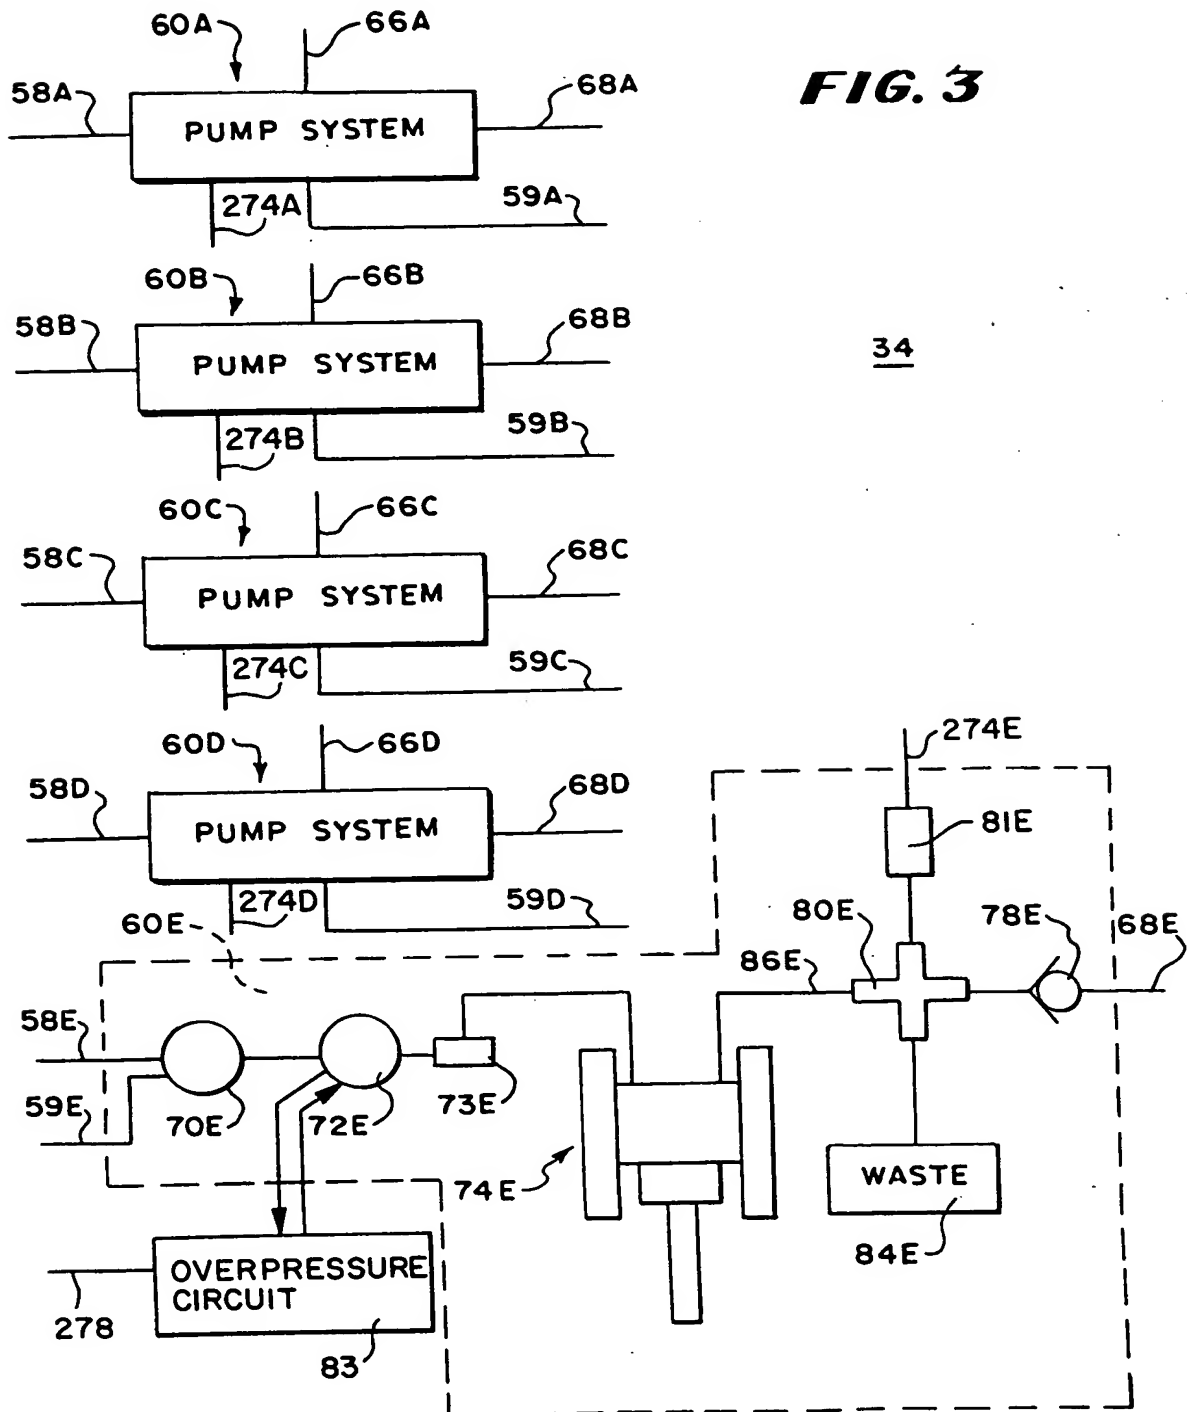 60A
66A
FIG. 3
58A
68A
PUMP SYSTEM
274A
59A
60B
66B
58B
68B
34
PUMP SYSTEM
274B
59B
60C
66C
58C
68C
PUMP SYSTEM
274C
59C
60D
66D
274E
58D
68D
81E
PUMP SYSTEM
274D
59D
60E
80E
78E
68E
86E
58E
59E
70E
72E
73E
74E
WASTE
84E
OVERPRESSURE
CIRCUIT
278
83